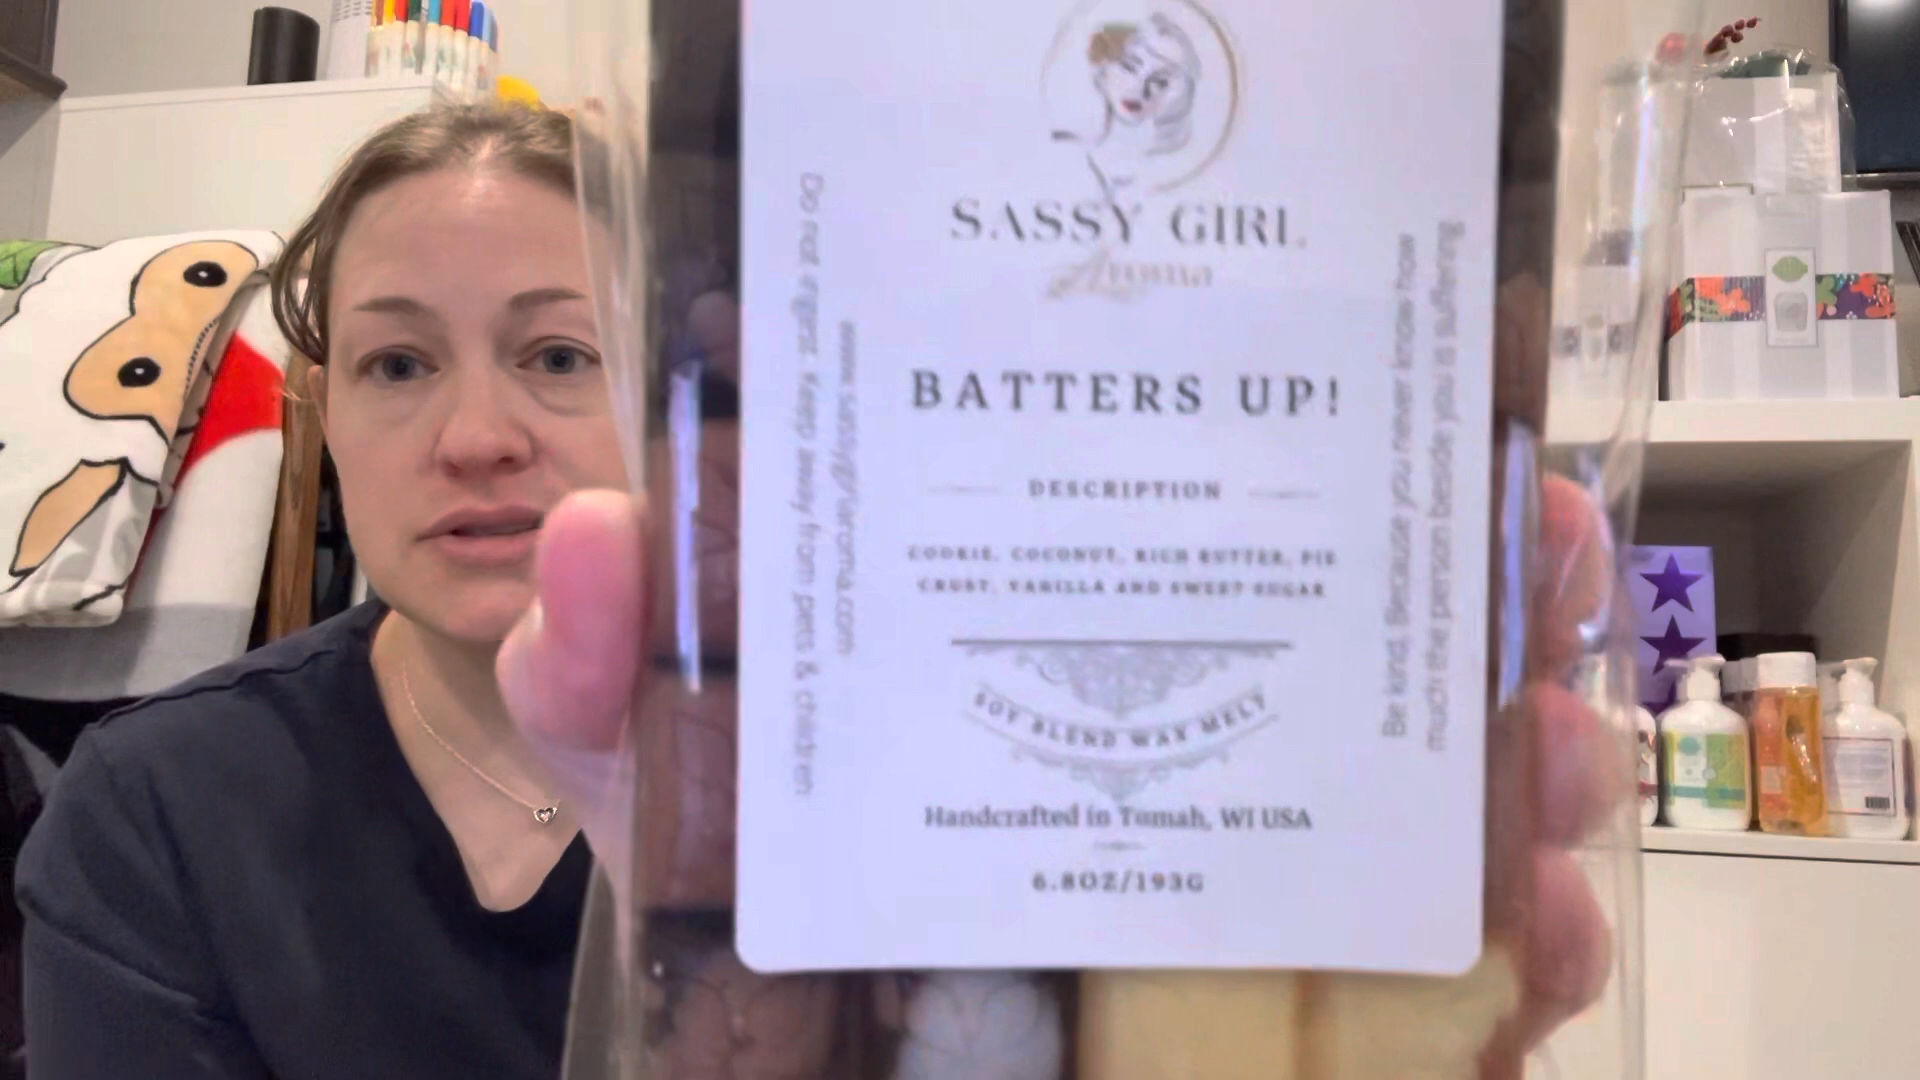 SASSY GIRL
Aroma
BATTERS UP!
DESCRIPTION
COOKIE, COCONUT, RICH BUTTER, PIE
CRUST, VANILLA AND SWEET SUGAR
SOY BLEND WAX MELT
Handcrafted in Tomah, WI USA
6.8OZ/193G
Do not ingest. Keep away from pets & children
www.sassygirlaroma.com
Be kind. Because you never know how
much the person beside you is suffering